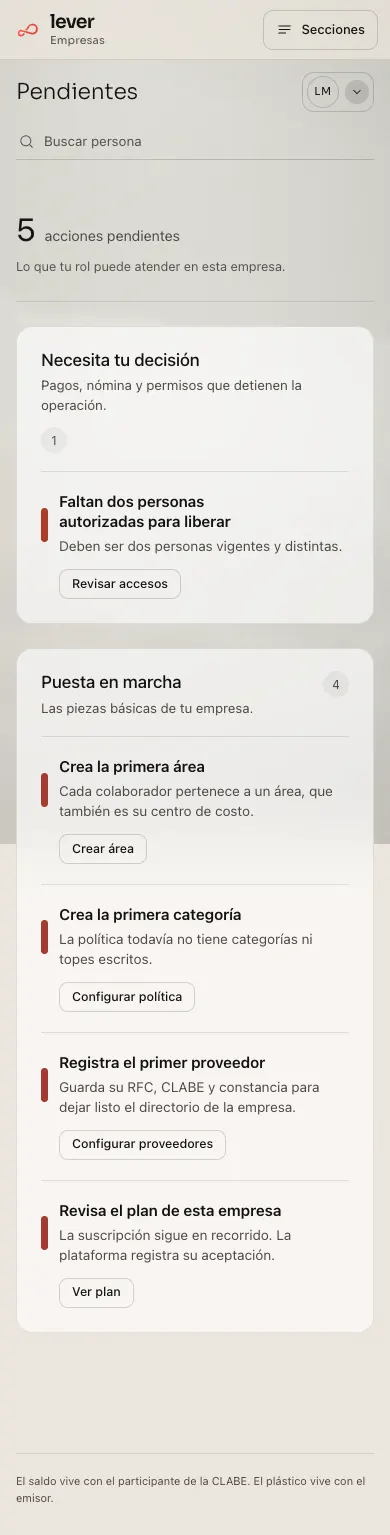 lever
Empresas
Secciones
Pendientes
LM
Buscar persona
5 acciones pendientes
Lo que tu rol puede atender en esta empresa.
Necesita tu decisión
Pagos, nómina y permisos que detienen la
operación.
1
Faltan dos personas
autorizadas para liberar
Deben ser dos personas vigentes y distintas.
Revisar accesos
Puesta en marcha
4
Las piezas básicas de tu empresa.
Crea la primera área
Cada colaborador pertenece a un área, que
también es su centro de costo.
Crear área
Crea la primera categoría
La política todavía no tiene categorías ni
topes escritos.
Configurar política
Registra el primer proveedor
Guarda su RFC, CLABE y constancia para
dejar listo el directorio de la empresa.
Configurar proveedores
Revisa el plan de esta empresa
La suscripción sigue en recorrido. La
plataforma registra su aceptación.
Ver plan
El saldo vive con el participante de la CLABE. El plástico vive con el
emisor.